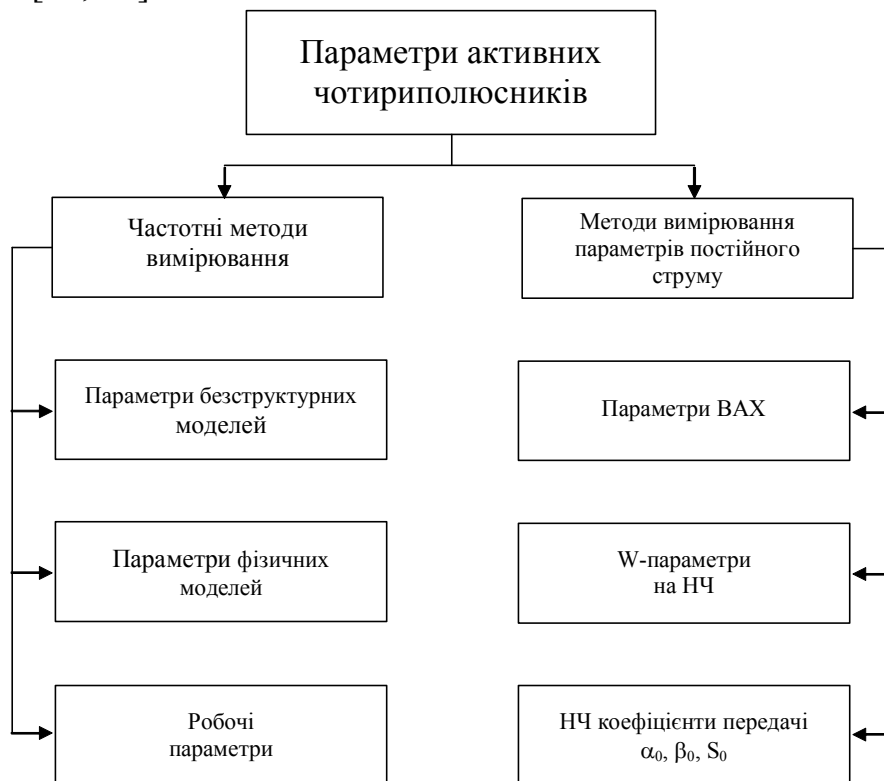 Параметри активних
чотириполюсників
Частотні методи
вимірювання
Методи вимірювання
параметрів постійного
струму
Параметри безструктурних
моделей
Параметри ВАХ
Параметри фізичних
моделей
W-параметри
на НЧ
Робочі
параметри
НЧ коефіцієнти передачі
α₀, β₀, S₀